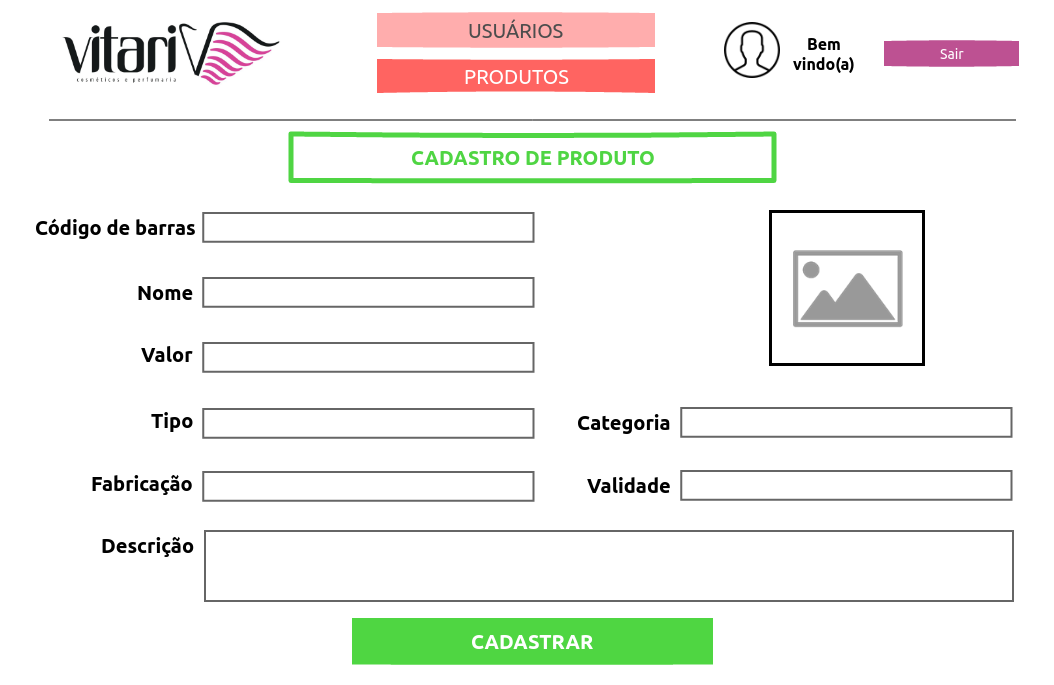 vitari
cosméticos e perfumaria
USUÁRIOS
PRODUTOS
Bem
vindo(a)
Sair
CADASTRO DE PRODUTO
Código de barras
Nome
Valor
Tipo
Categoria
Fabricação
Validade
Descrição
CADASTRAR